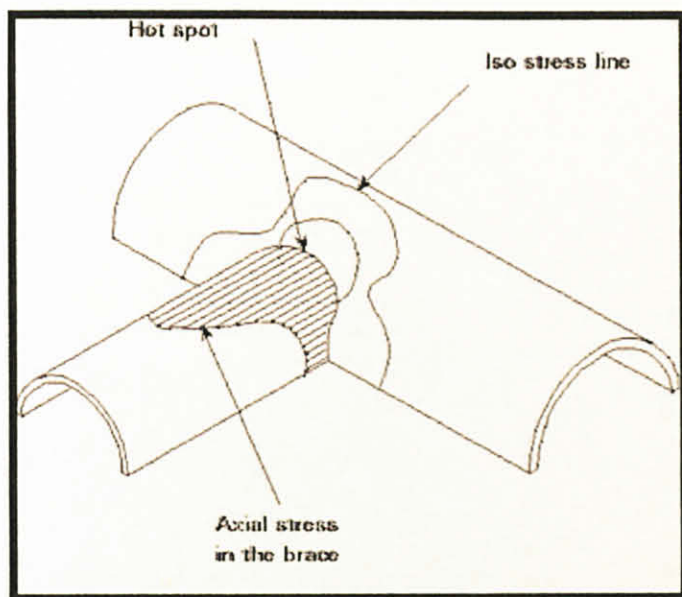 Hot spot
Iso stress line
Axial stress
in the brace